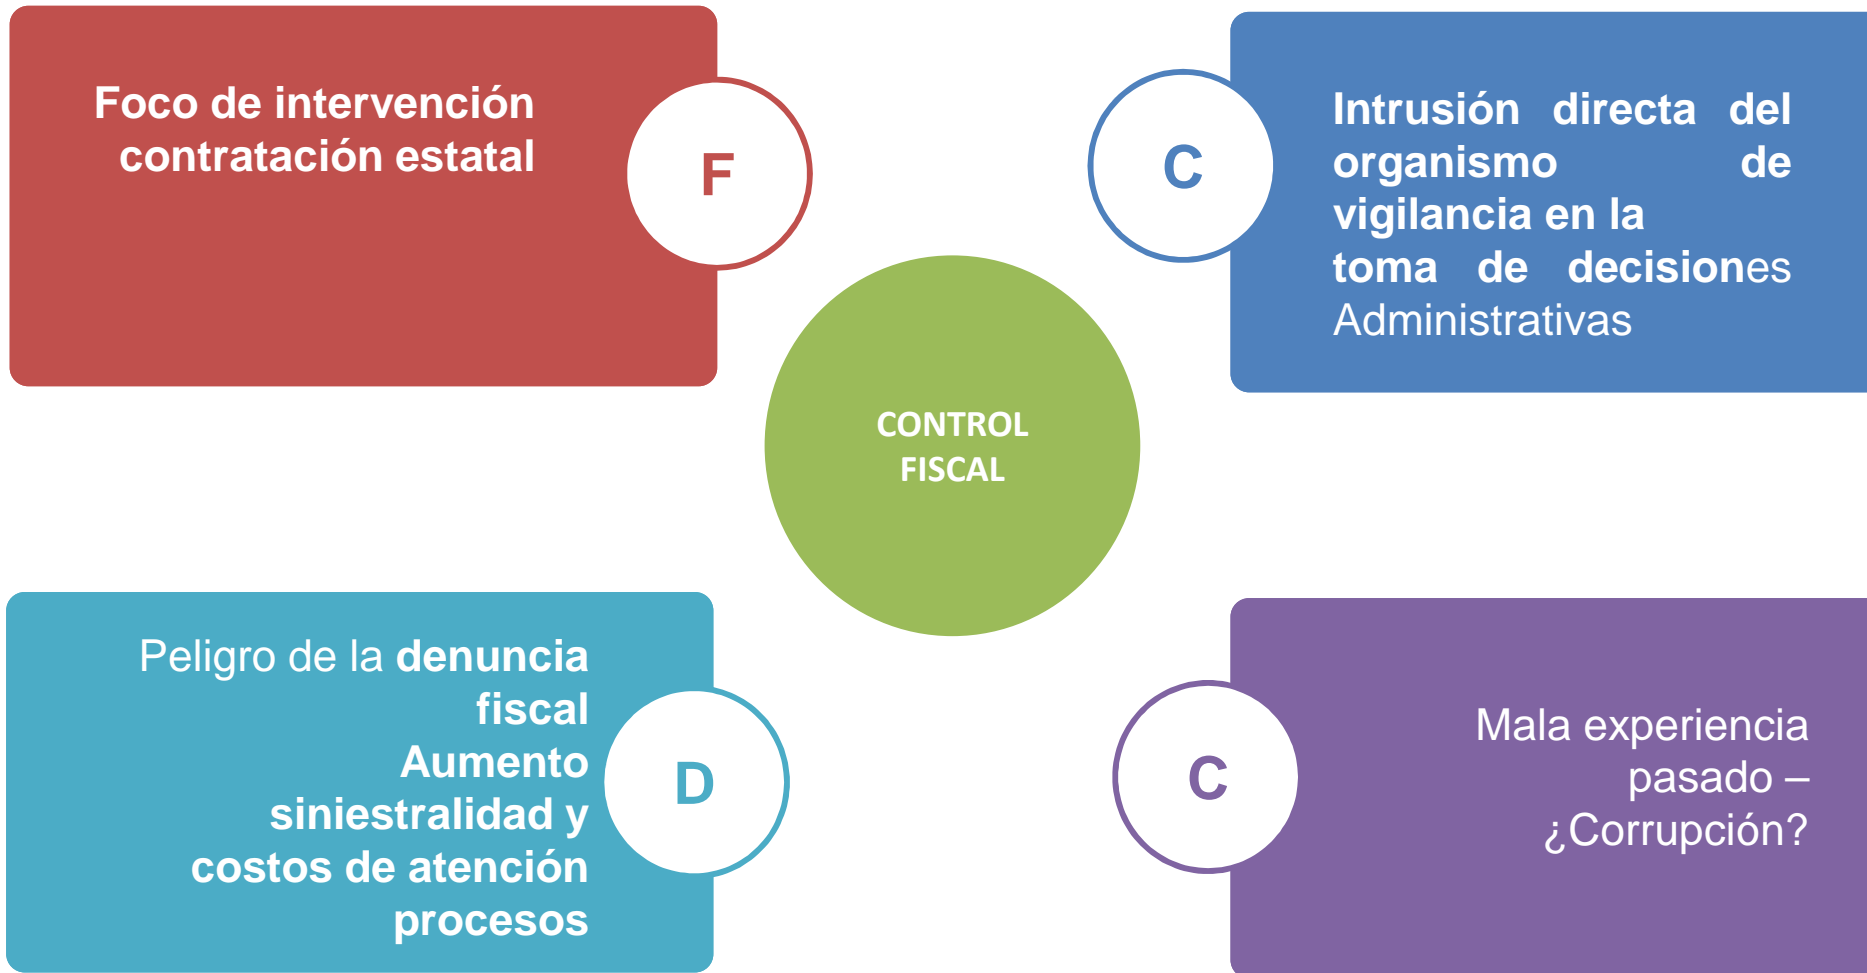 Foco de intervención
contratación estatal
F
C
Intrusión directa del
organismo de
vigilancia en la
toma de decisiones
Administrativas
CONTROL
FISCAL
Peligro de la denuncia
fiscal
Aumento
siniestralidad y
costos de atención
procesos
D
C
Mala experiencia
pasado –
¿Corrupción?